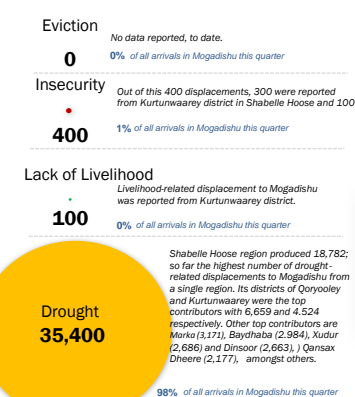 Eviction
No data reported, to date.
0
0% of all arrivals in Mogadishu this quarter
Insecurity
Out of this 400 displacements, 300 were reported
from Kurtunwaarey district in Shabelle Hoose and 100
400
1% of all arrivals in Mogadishu this quarter
Lack of Livelihood
Livelihood-related displacement to Mogadishu
was reported from Kurtunwaarey district.
100
0% of all arrivals in Mogadishu this quarter
Shabelle Hoose region produced 18,782;
so far the highest number of drought-
related displacements to Mogadishu from
a single region. Its districts of Qoryooley
and Kurtunwaarey were the top
contributors with 6,659 and 4.524
respectively. Other top contributors are
Marka (3,171), Baydhaba (2.984), Xudur
(2,686) and Dinsoor (2,663), ) Qansax
Dheere (2,177), amongst others.
Drought
35,400
98% of all arrivals in Mogadishu this quarter